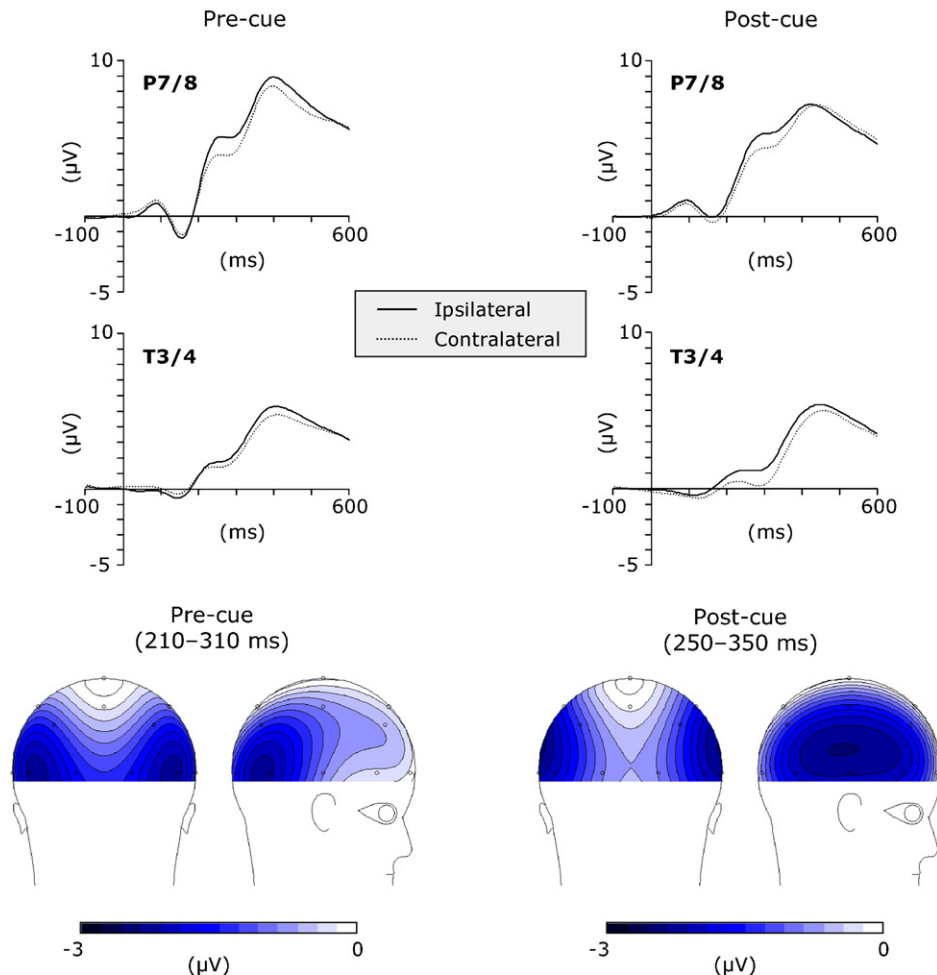 Pre-cue
Post-cue
10
P7/8
(µV)
-100
600
(ms)
-5
10
P7/8
(µV)
-100
600
(ms)
-5
Ipsilateral
Contralateral
10
T3/4
(µV)
-100
600
(ms)
-5
10
T3/4
(µV)
-100
600
(ms)
-5
Pre-cue
(210–310 ms)
Post-cue
(250–350 ms)
-3
0
(µV)
-3
0
(µV)